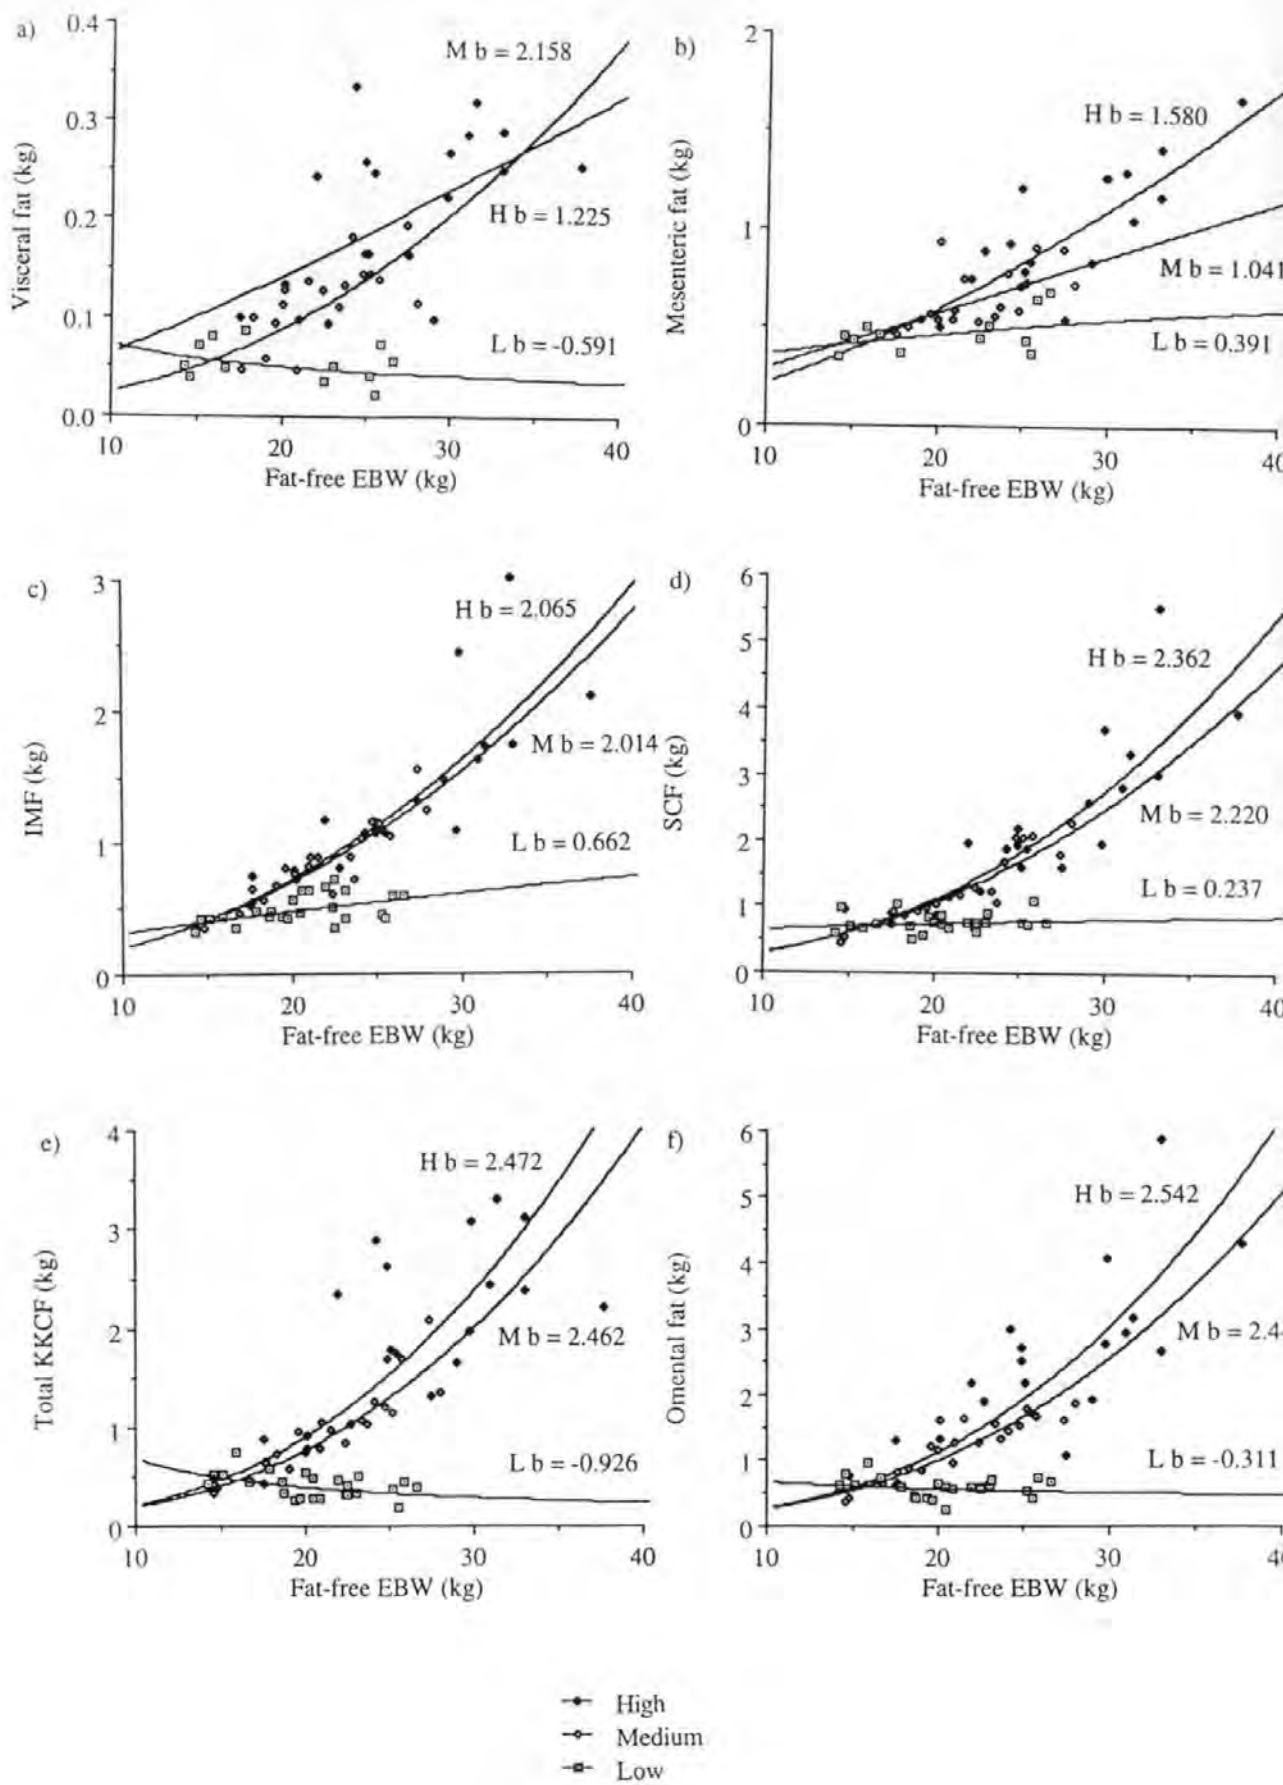 a)
0.4
0.3
0.2
0.1
0.0
Visceral fat (kg)
M b = 2.158
H b = 1.225
L b = -0.591
10 20 30 40
Fat-free EBW (kg)
b)
2
1
0
Mesenteric fat (kg)
H b = 1.580
M b = 1.041
L b = 0.391
10 20 30 40
Fat-free EBW (kg)
c)
3
2
1
0
IMF (kg)
H b = 2.065
M b = 2.014
L b = 0.662
10 20 30 40
Fat-free EBW (kg)
d)
6
5
4
3
2
1
0
SCF (kg)
H b = 2.362
M b = 2.220
L b = 0.237
10 20 30 40
Fat-free EBW (kg)
e)
4
3
2
1
0
Total KKCF (kg)
H b = 2.472
M b = 2.462
L b = -0.926
10 20 30 40
Fat-free EBW (kg)
f)
6
5
4
3
2
1
0
Omental fat (kg)
H b = 2.542
M b = 2.4
L b = -0.311
10 20 30 40
Fat-free EBW (kg)
High
Medium
Low